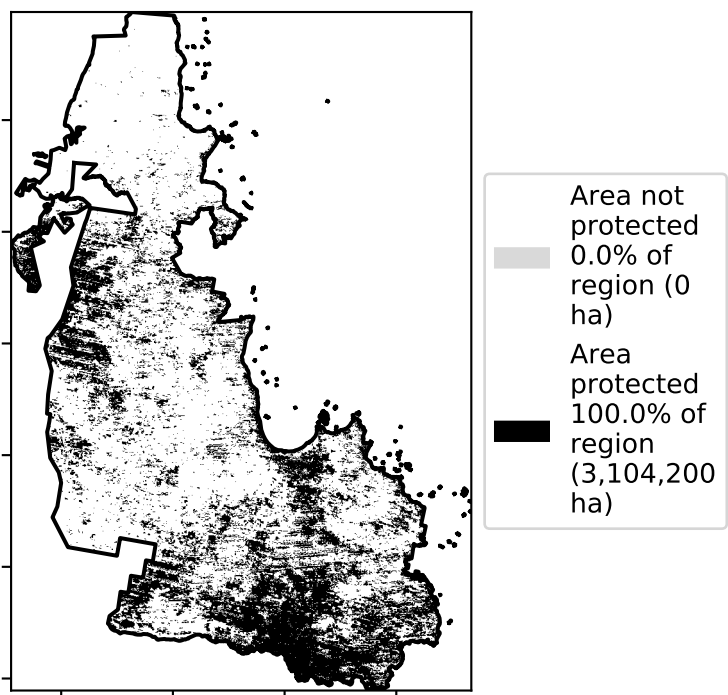 Area not
protected
0.0% of
region (0
ha)
Area
protected
100.0% of
region
(3,104,200
ha)